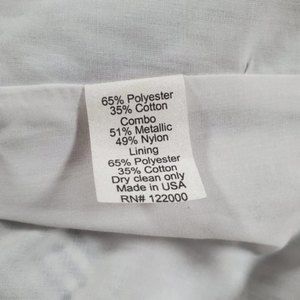 65% Polyester
35% Cotton
Combo
51% Metallic
49% Nylon
Lining
65% Polyester
35% Cotton
Dry clean only
Made in USA
RN# 122000